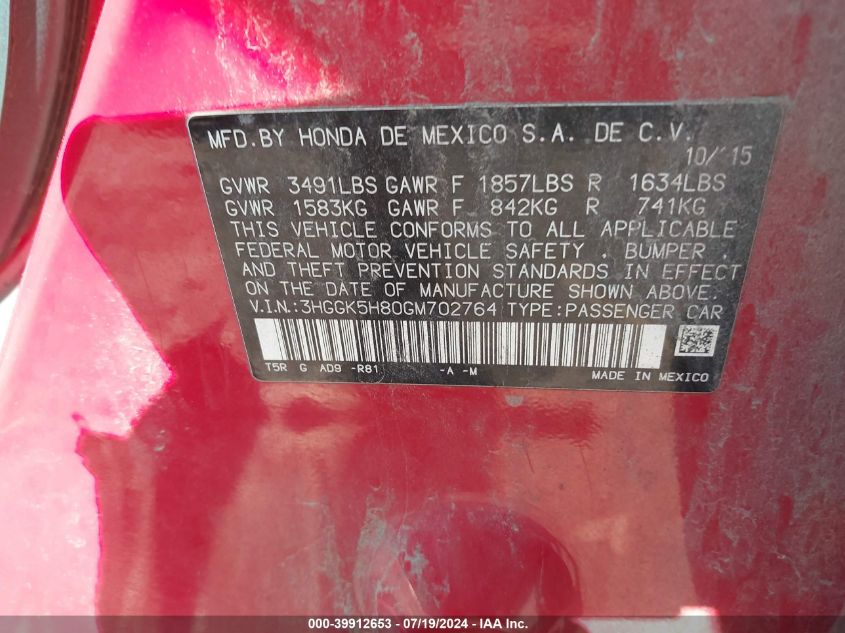 MFD.BY HONDA DE MEXICO S.A. DE C.V.
10/'15
GVWR 3491LBS GAWR F 1857LBS R 1634LBS
GVWR 1583KG GAWR F 842KG R 741KG
THIS VEHICLE CONFORMS TO ALL APPLICABLE
FEDERAL MOTOR VEHICLE SAFETY . BUMPER .
AND THEFT PREVENTION STANDARDS IN EFFECT
ON THE DATE OF MANUFACTURE SHOWN ABOVE.
V.I.N.:3HGGK5H80GM702764 TYPE:PASSENGER CAR
T5R G AD9 -R81 -A -M
MADE IN MEXICO
000-39912653 - 07/19/2024 - IAA Inc.